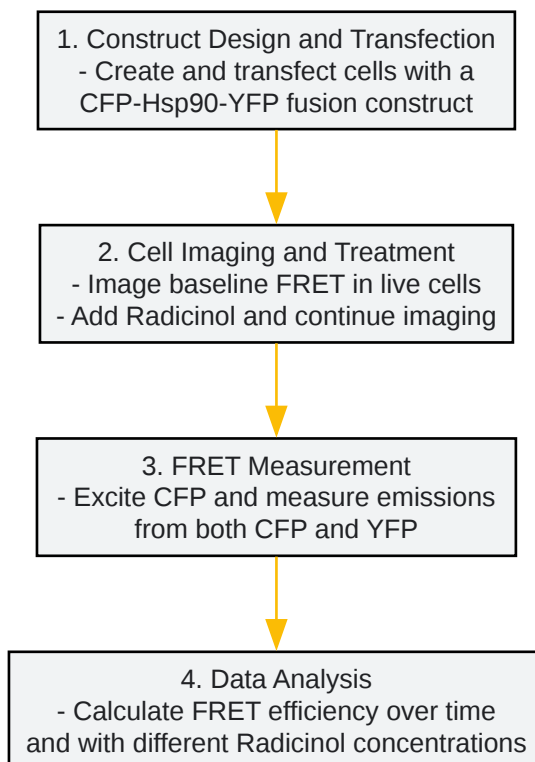 1. Construct Design and Transfection
- Create and transfect cells with a
CFP-Hsp90-YFP fusion construct
2. Cell Imaging and Treatment
- Image baseline FRET in live cells
- Add Radicinol and continue imaging
3. FRET Measurement
- Excite CFP and measure emissions
from both CFP and YFP
4. Data Analysis
- Calculate FRET efficiency over time
and with different Radicinol concentrations